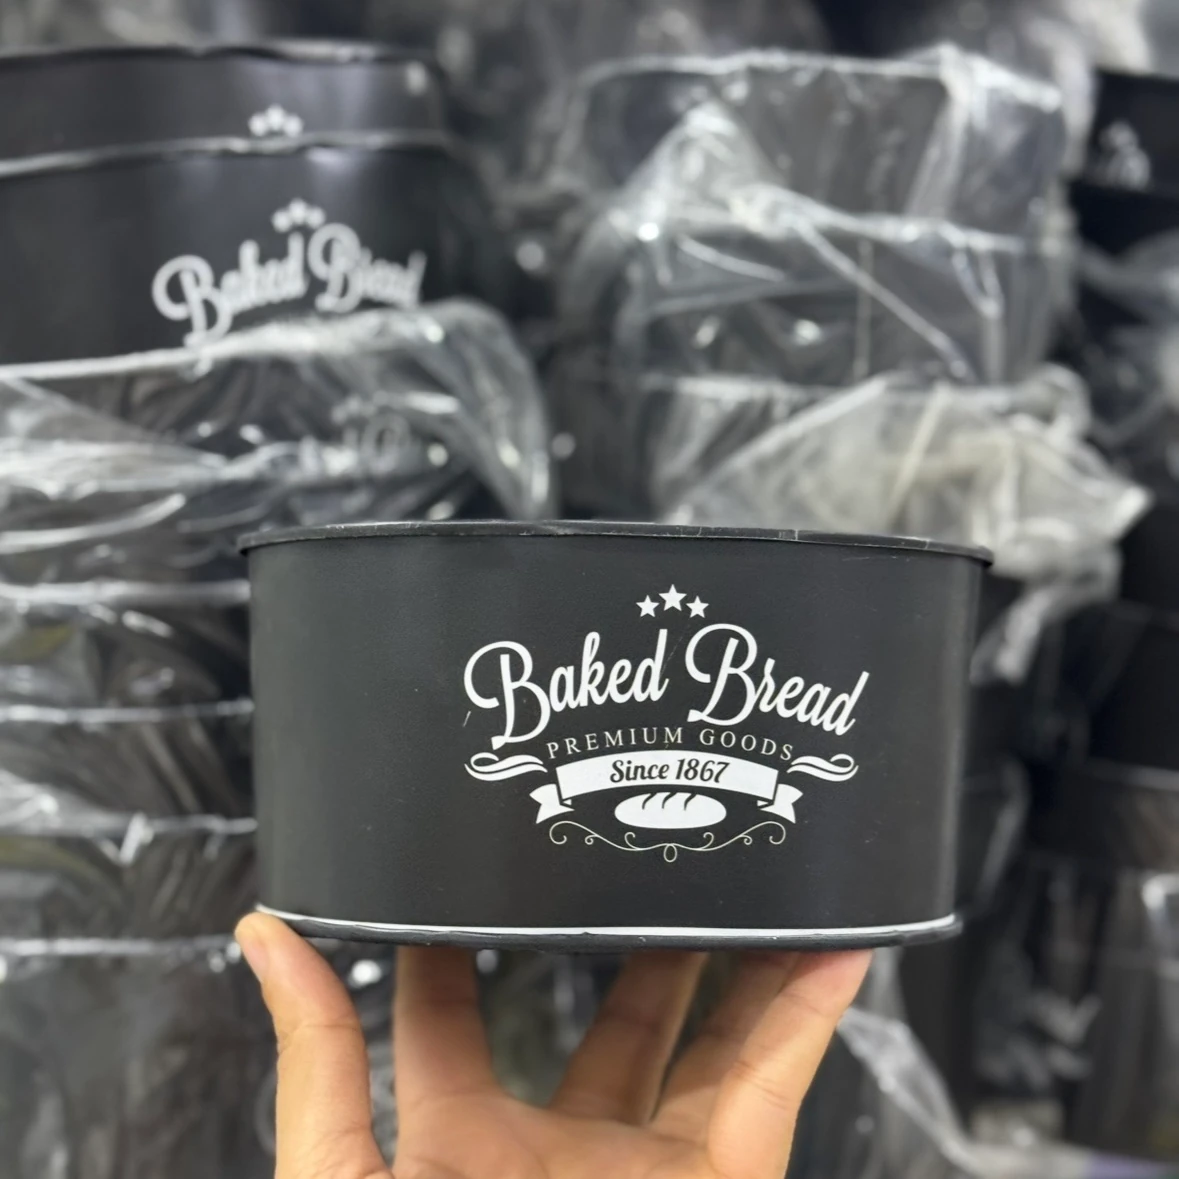 Baked Bread
Baked Bread
PREMIUM GOODS
Since 1867